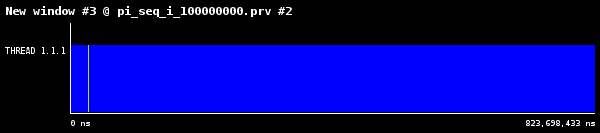 New window #3 @ pi_seq_i_100000000.prv #2
THREAD 1.1.1
0 ns
823,698,433 ns